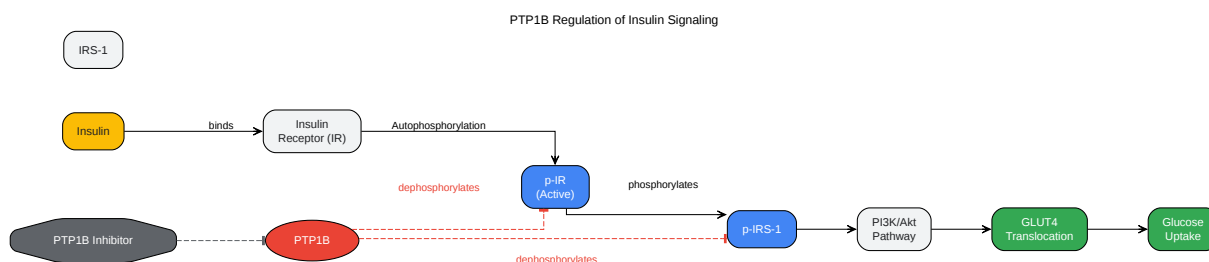 PTP1B Regulation of Insulin Signaling
IRS-1
Insulin
binds
Insulin
Receptor (IR)
Autophosphorylation
p-IR
(Active)
dephosphorylates
phosphorylates
PTP1B Inhibitor
PTP1B
p-IRS-1
PI3K/Akt
Pathway
GLUT4
Translocation
Glucose
Uptake
dephosphorylates